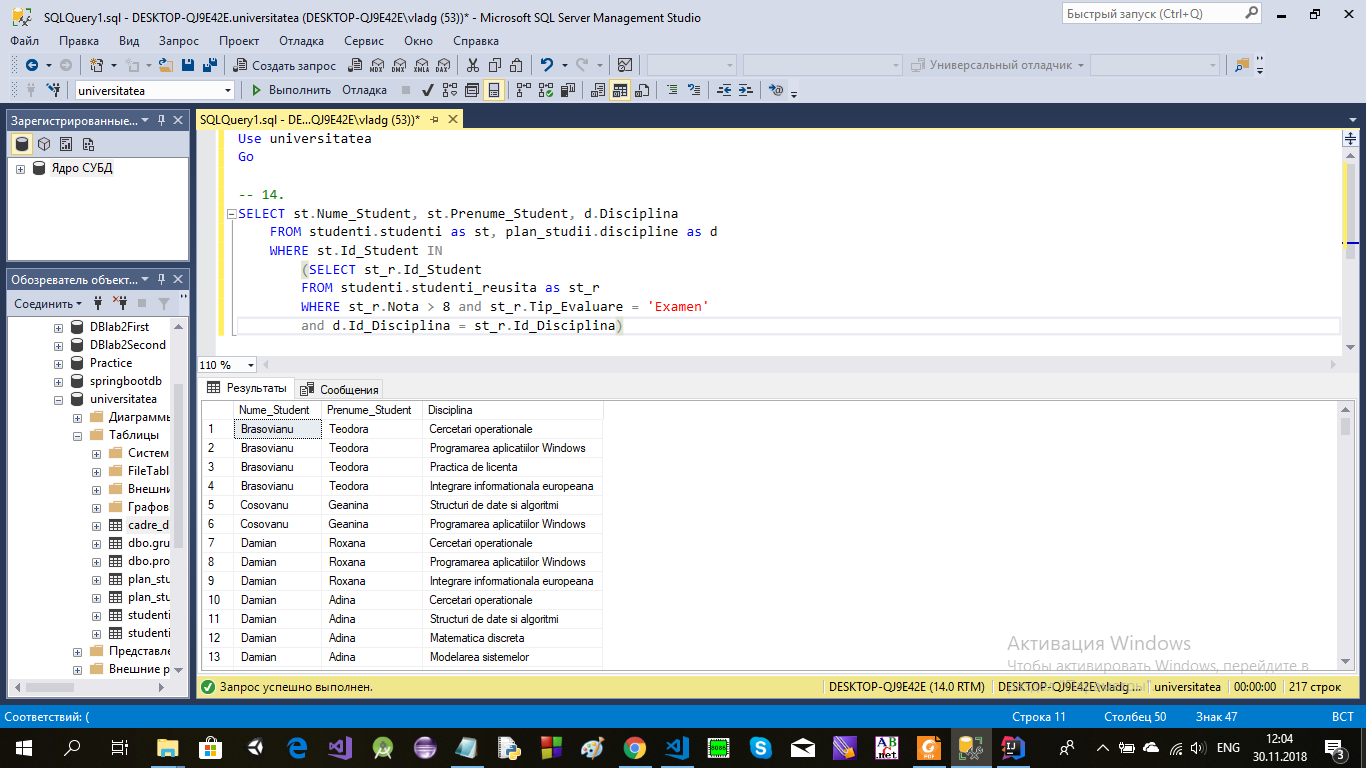 SQLQuery1.sql - DESKTOP-QJ9E42E.universitatea (DESKTOP-QJ9E42E\vladg (53))* - Microsoft SQL Server Management Studio
Быстрый запуск (Ctrl+Q)
Файл Правка Вид Запрос Проект Отладка Сервис Окно Справка
Создать запрос MDX DMX XMLA DAX Универсальный отладчик
universitatea Выполнить Отладка
Зарегистрированные...
Ядро СУБД
Обозреватель объект...
Соединить
DBlab2First
DBlab2Second
Practice
springbootdb
universitatea
Диаграммы
Таблицы
Систем
FileTabl
Внешни
Графов
cadre_d
dbo.gru
dbo.pro
plan_stu
plan_stu
studenti
studenti
Представле
Внешние р
SQLQuery1.sql - DE...QJ9E42E\vladg (53))*
Use universitatea
Go
-- 14.
SELECT st.Nume_Student, st.Prenume_Student, d.Disciplina
FROM studenti.studenti as st, plan_studii.discipline as d
WHERE st.Id_Student IN
(SELECT st_r.Id_Student
FROM studenti.studenti_reusita as st_r
WHERE st_r.Nota > 8 and st_r.Tip_Evaluare = 'Examen'
and d.Id_Disciplina = st_r.Id_Disciplina)
110 %
Результаты Сообщения
Nume_Student Prenume_Student Disciplina
1 Brasovianu Teodora Cercetari operationale
2 Brasovianu Teodora Programarea aplicatiilor Windows
3 Brasovianu Teodora Practica de licenta
4 Brasovianu Teodora Integrare informationala europeana
5 Cosovanu Geanina Structuri de date si algoritmi
6 Cosovanu Geanina Programarea aplicatiilor Windows
7 Damian Roxana Cercetari operationale
8 Damian Roxana Programarea aplicatiilor Windows
9 Damian Roxana Integrare informationala europeana
10 Damian Adina Cercetari operationale
11 Damian Adina Structuri de date si algoritmi
12 Damian Adina Matematica discreta
13 Damian Adina Modelarea sistemelor
Активация Windows
Чтобы активировать Windows, перейдите в
Запрос успешно выполнен. DESKTOP-QJ9E42E (14.0 RTM) DESKTOP-QJ9E42E\vladg ... universitatea 00:00:00 217 строк
Соответствий: ( Строка 11 Столбец 50 Знак 47 ВСТ
ENG
12:04
30.11.2018
3